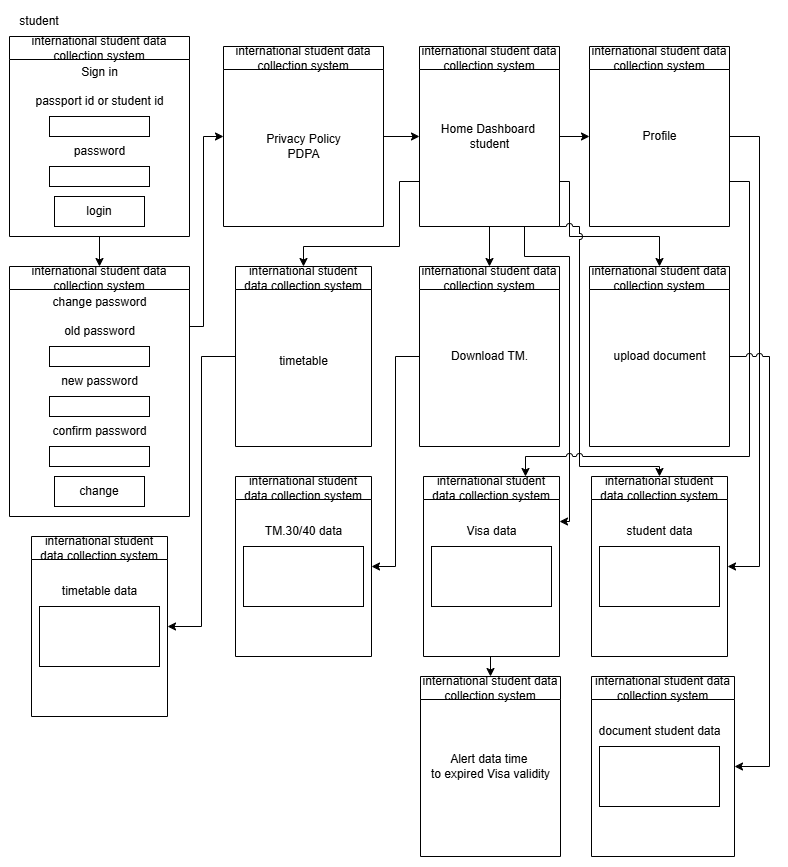 student
international student data
collection system
Sign in
passport id or student id
password
login
international student data
collection system
Privacy Policy
PDPA
international student data
collection system
Home Dashboard
student
international student data
collection system
Profile
international student data
collection system
change password
old password
new password
confirm password
change
international student
data collection system
timetable
international student data
collection system
Download TM.
international student data
collection system
upload document
international student
data collection system
timetable data
international student
data collection system
TM.30/40 data
international student
data collection system
Visa data
international student
data collection system
student data
international student data
collection system
Alert data time
to expired Visa validity
international student data
collection system
document student data